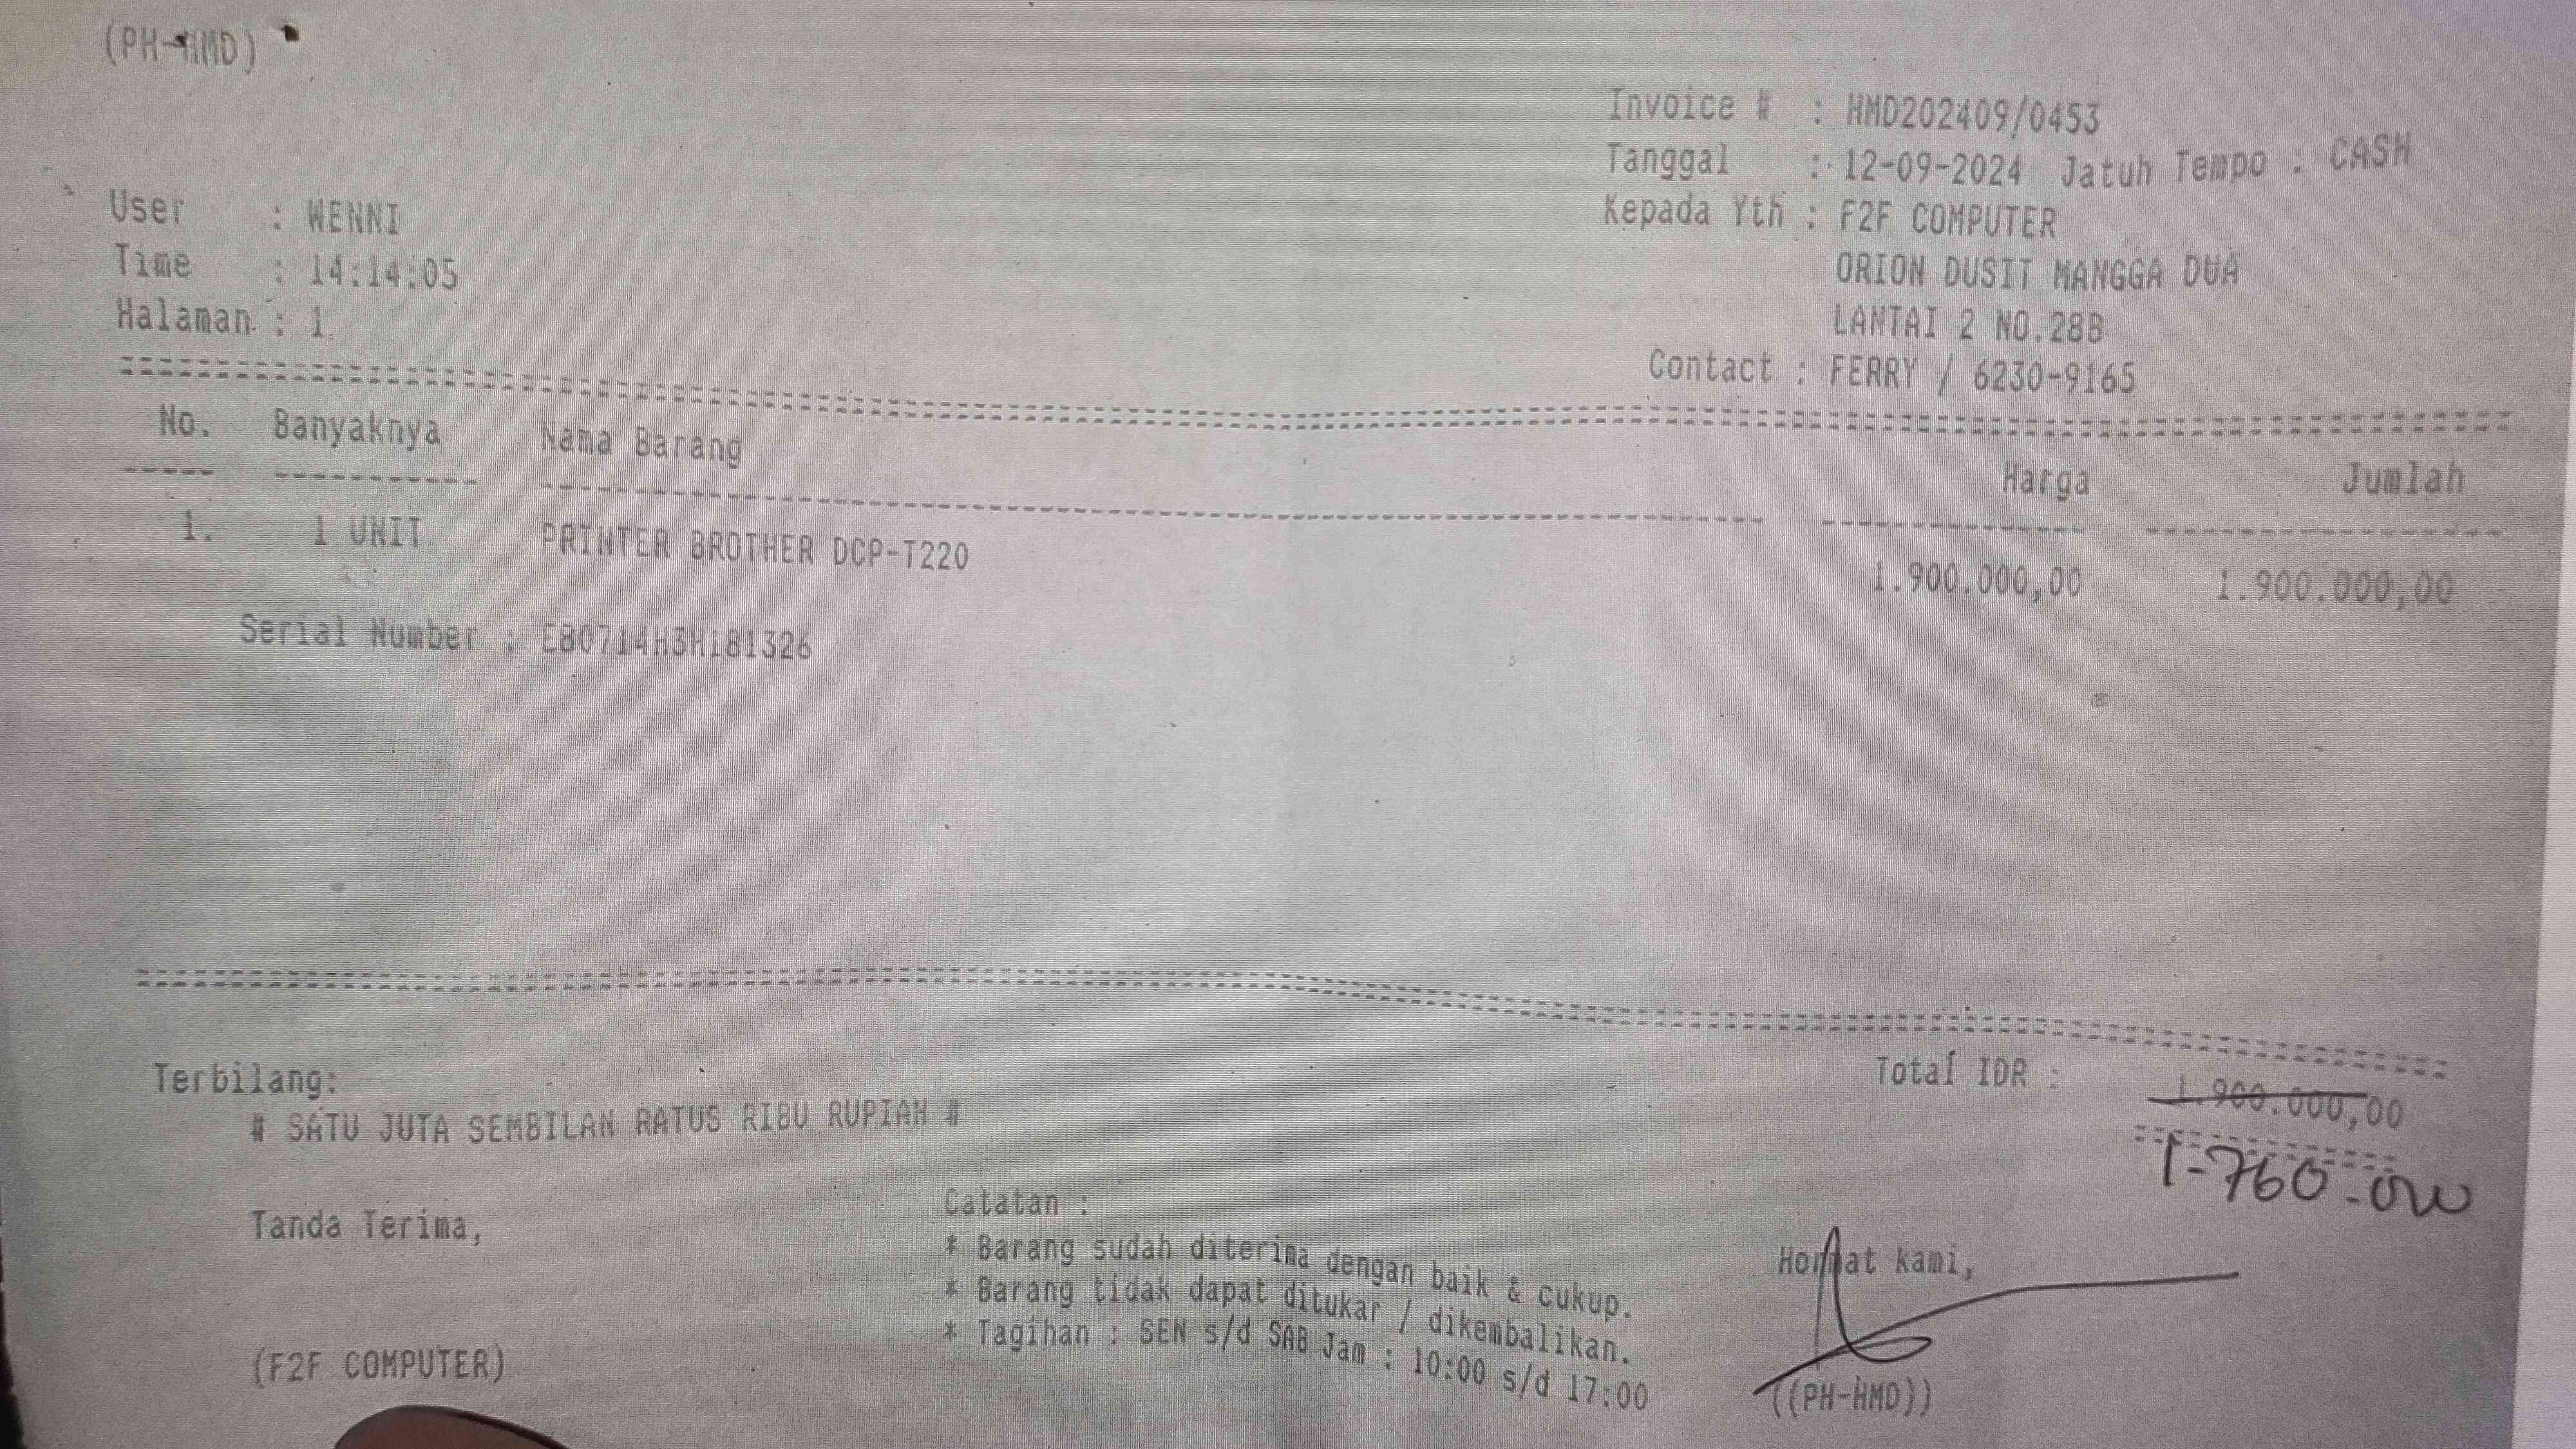 (PH-HMD)
Invoice # : HMD202409/0453
Tanggal : 12-09-2024 Jatuh Tempo : CASH
User : WENNI
Kepada Yth : F2F COMPUTER
Time : 14:14:05
ORION DUSIT MANGGA DUA
Halaman : 1
LANTAI 2 NO.28B
Contact : FERRY / 6230-9165
No. Banyaknya Nama Barang Harga Jumlah
1. 1 UNIT PRINTER BROTHER DCP-T220 1.900.000,00 1.900.000,00
Serial Number : E80714H3H181326
Terbilang: Total IDR : 1.900.000,00
# SATU JUTA SEMBILAN RATUS RIBU RUPIAH #
1-760-000
Tanda Terima,
Catatan :
* Barang sudah diterima dengan baik & cukup.
* Barang tidak dapat ditukar / dikembalikan.
* Tagihan : SEN s/d SAB Jam : 10:00 s/d 17:00
Hormat kami,
(F2F COMPUTER)
((PH-HMD))